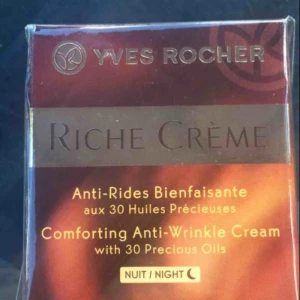 YVES ROCHER
RICHE CRÈME
Anti-Rides Bienfaisante
aux 30 Huiles Précieuses
Comforting Anti-Wrinkle Cream
with 30 Precious Oils
NUIT / NIGHT